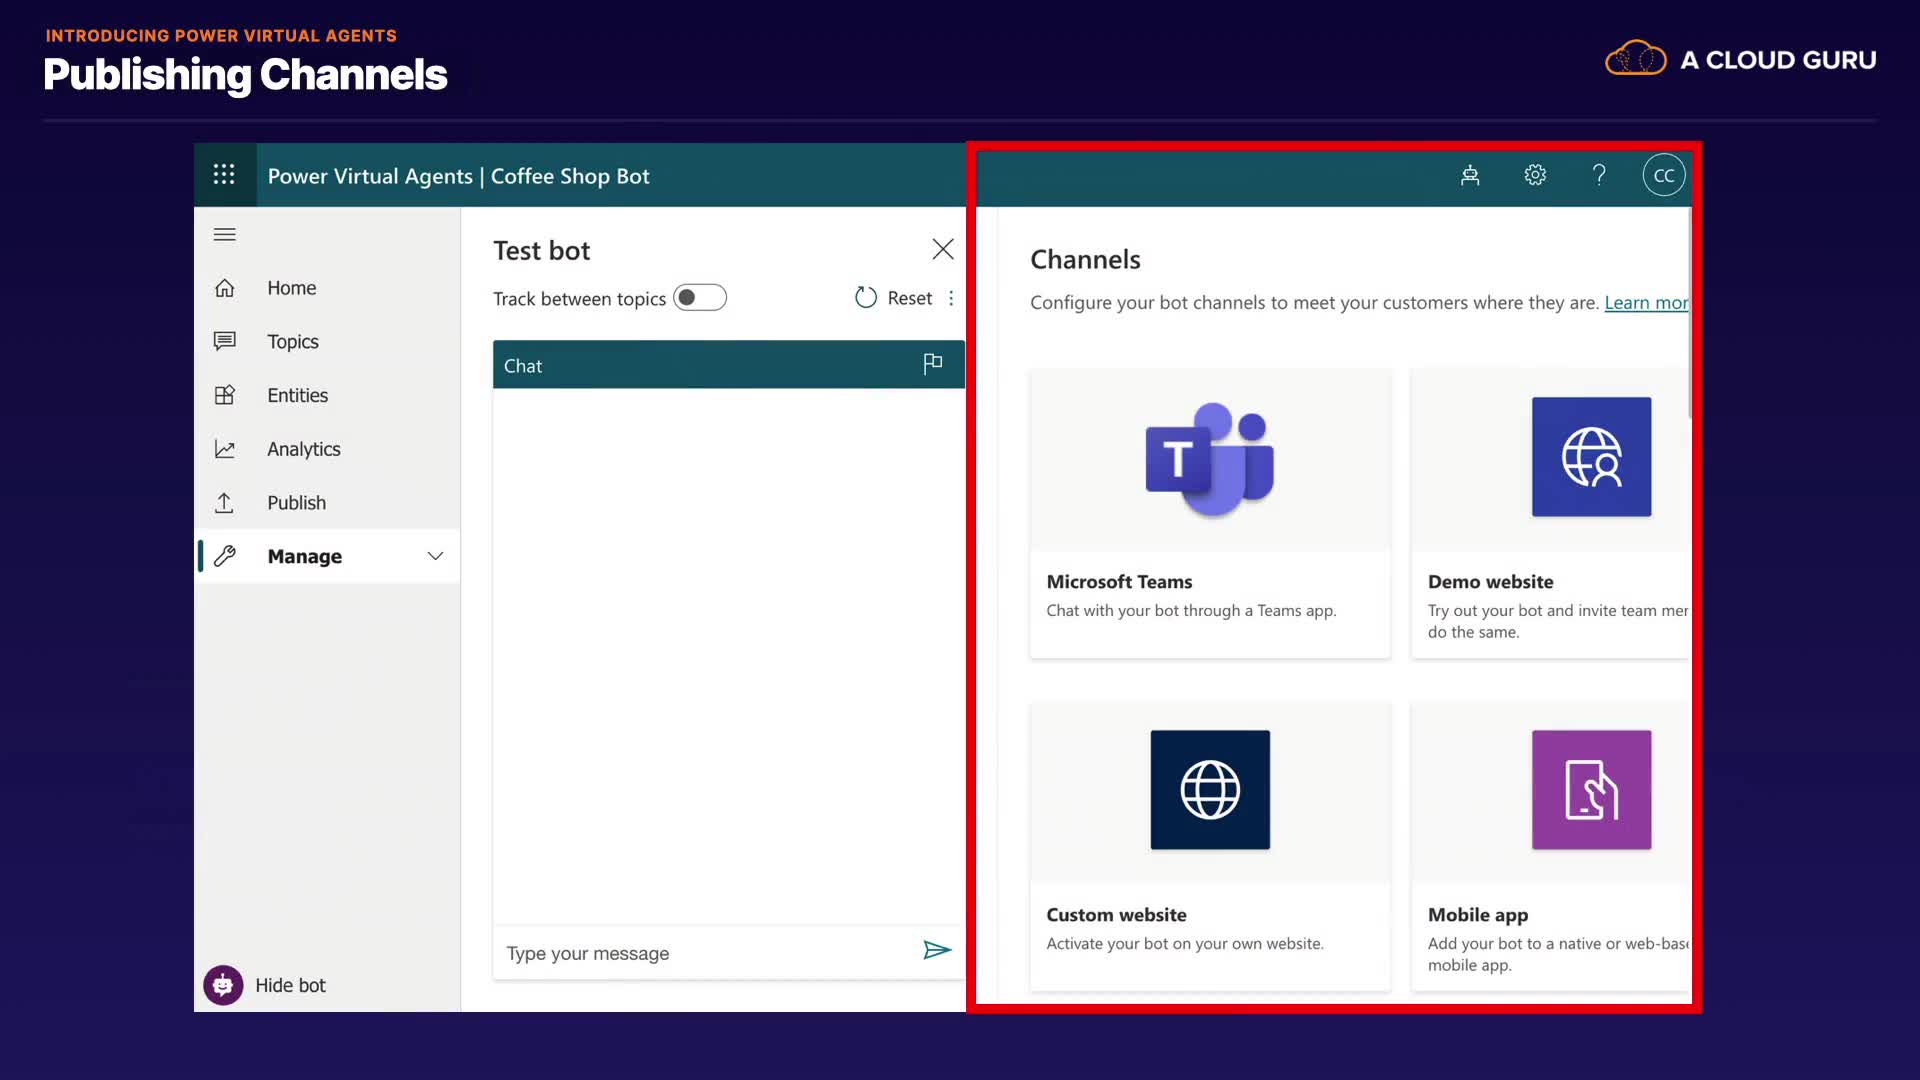 INTRODUCING POWER VIRTUAL AGENTS
Publishing Channels
A CLOUD GURU
Power Virtual Agents | Coffee Shop Bot
CC
Home
Topics
Entities
Analytics
Publish
Manage
Hide bot
Test bot
Track between topics
Reset
Chat
Type your message
Channels
Configure your bot channels to meet your customers where they are. Learn mor
T
Microsoft Teams
Chat with your bot through a Teams app.
Demo website
Try out your bot and invite team mer
do the same.
Custom website
Activate your bot on your own website.
Mobile app
Add your bot to a native or web-base
mobile app.